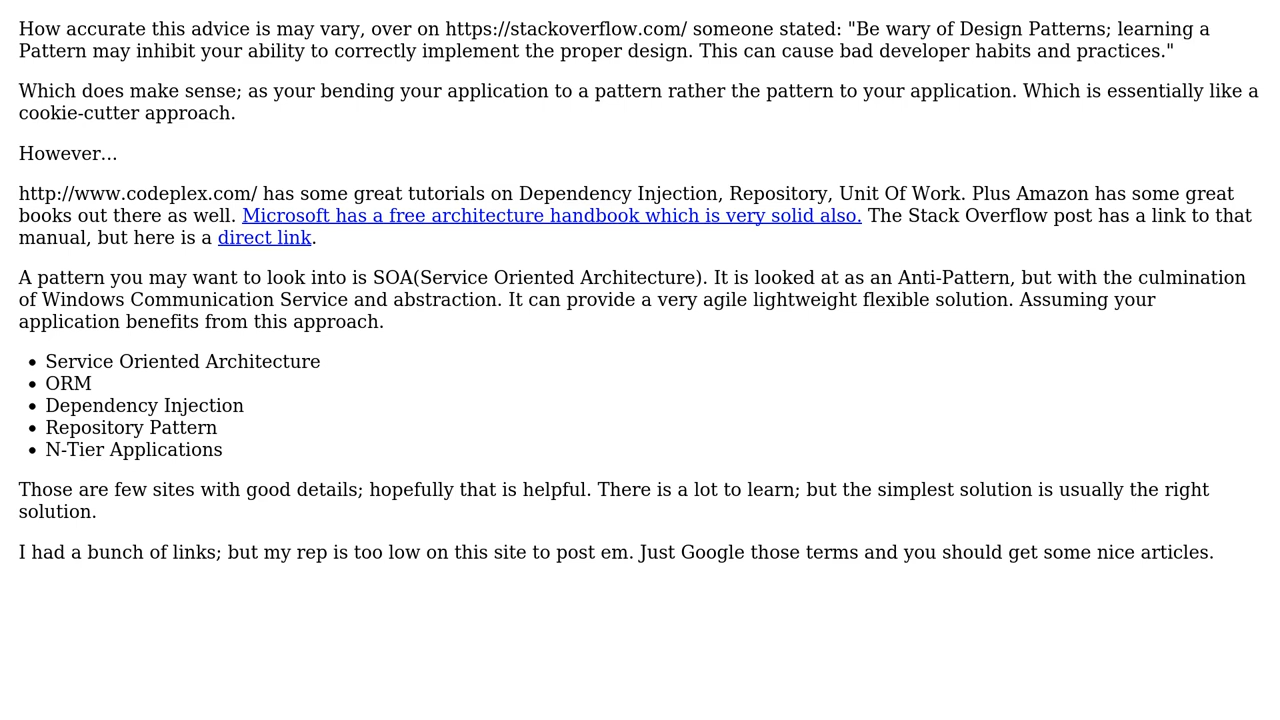 How accurate this advice is may vary, over on https://stackoverflow.com/ someone stated: "Be wary of Design Patterns; learning a
Pattern may inhibit your ability to correctly implement the proper design. This can cause bad developer habits and practices."
Which does make sense; as your bending your application to a pattern rather the pattern to your application. Which is essentially like a
cookie-cutter approach.
However...
http://www.codeplex.com/ has some great tutorials on Dependency Injection, Repository, Unit Of Work. Plus Amazon has some great
books out there as well. Microsoft has a free architecture handbook which is very solid also. The Stack Overflow post has a link to that
manual, but here is a direct link.
A pattern you may want to look into is SOA(Service Oriented Architecture). It is looked at as an Anti-Pattern, but with the culmination
of Windows Communication Service and abstraction. It can provide a very agile lightweight flexible solution. Assuming your
application benefits from this approach.
• Service Oriented Architecture
• ORM
• Dependency Injection
• Repository Pattern
• N-Tier Applications
Those are few sites with good details; hopefully that is helpful. There is a lot to learn; but the simplest solution is usually the right
solution.
I had a bunch of links; but my rep is too low on this site to post em. Just Google those terms and you should get some nice articles.